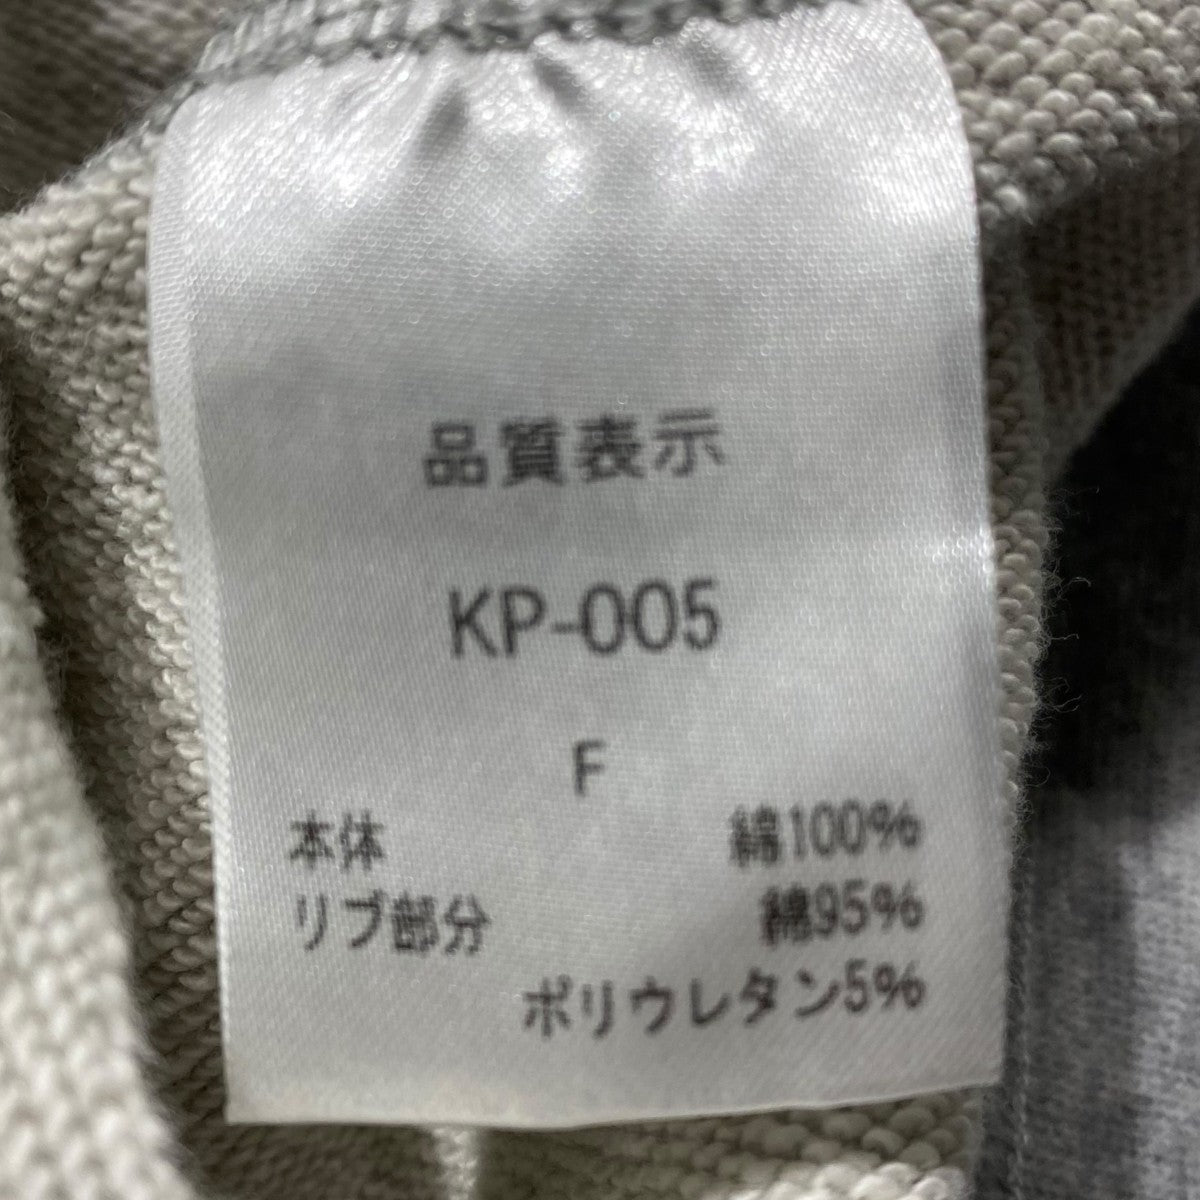 品質表示
KP-005
F
本体 綿100%
リブ部分 綿95%
ポリウレタン5%